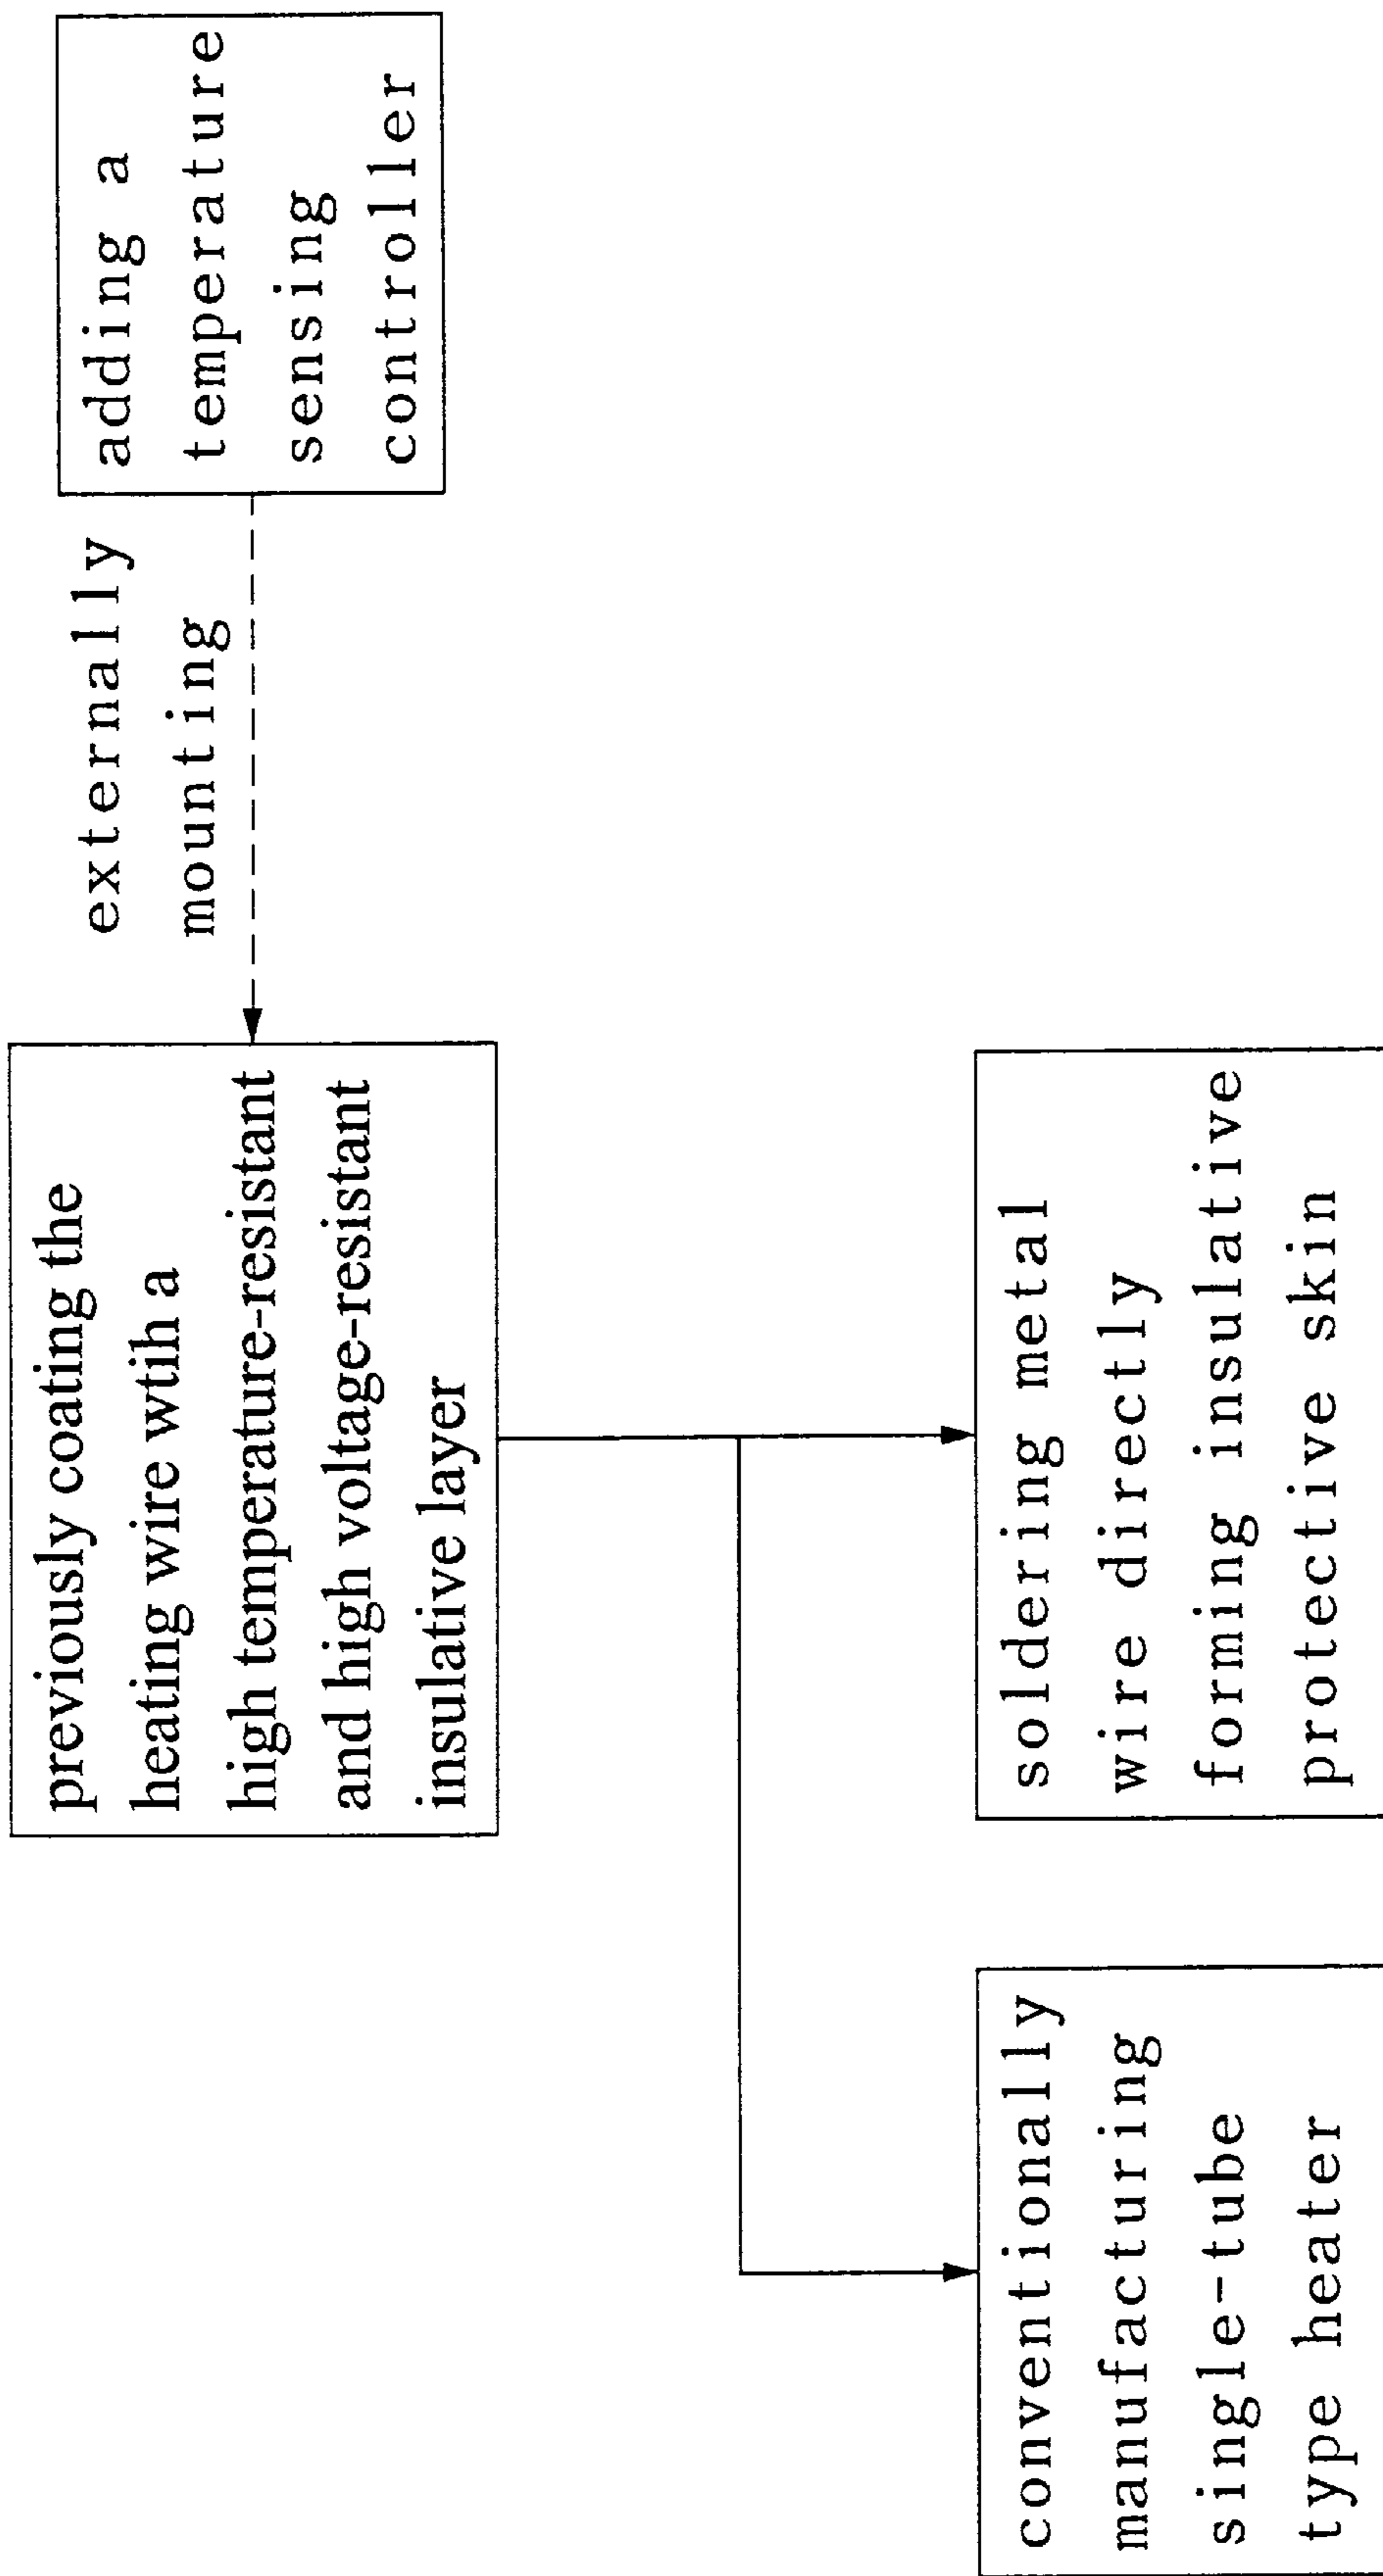 previously coating the
heating wire wtih a
high temperature-resistant
and high voltage-resistant
insulative layer
externally
mounting
adding a
temperature
sensing
controller
conventionally
manufacturing
single-tube
type heater
soldering metal
wire directly
forming insulative
protective skin